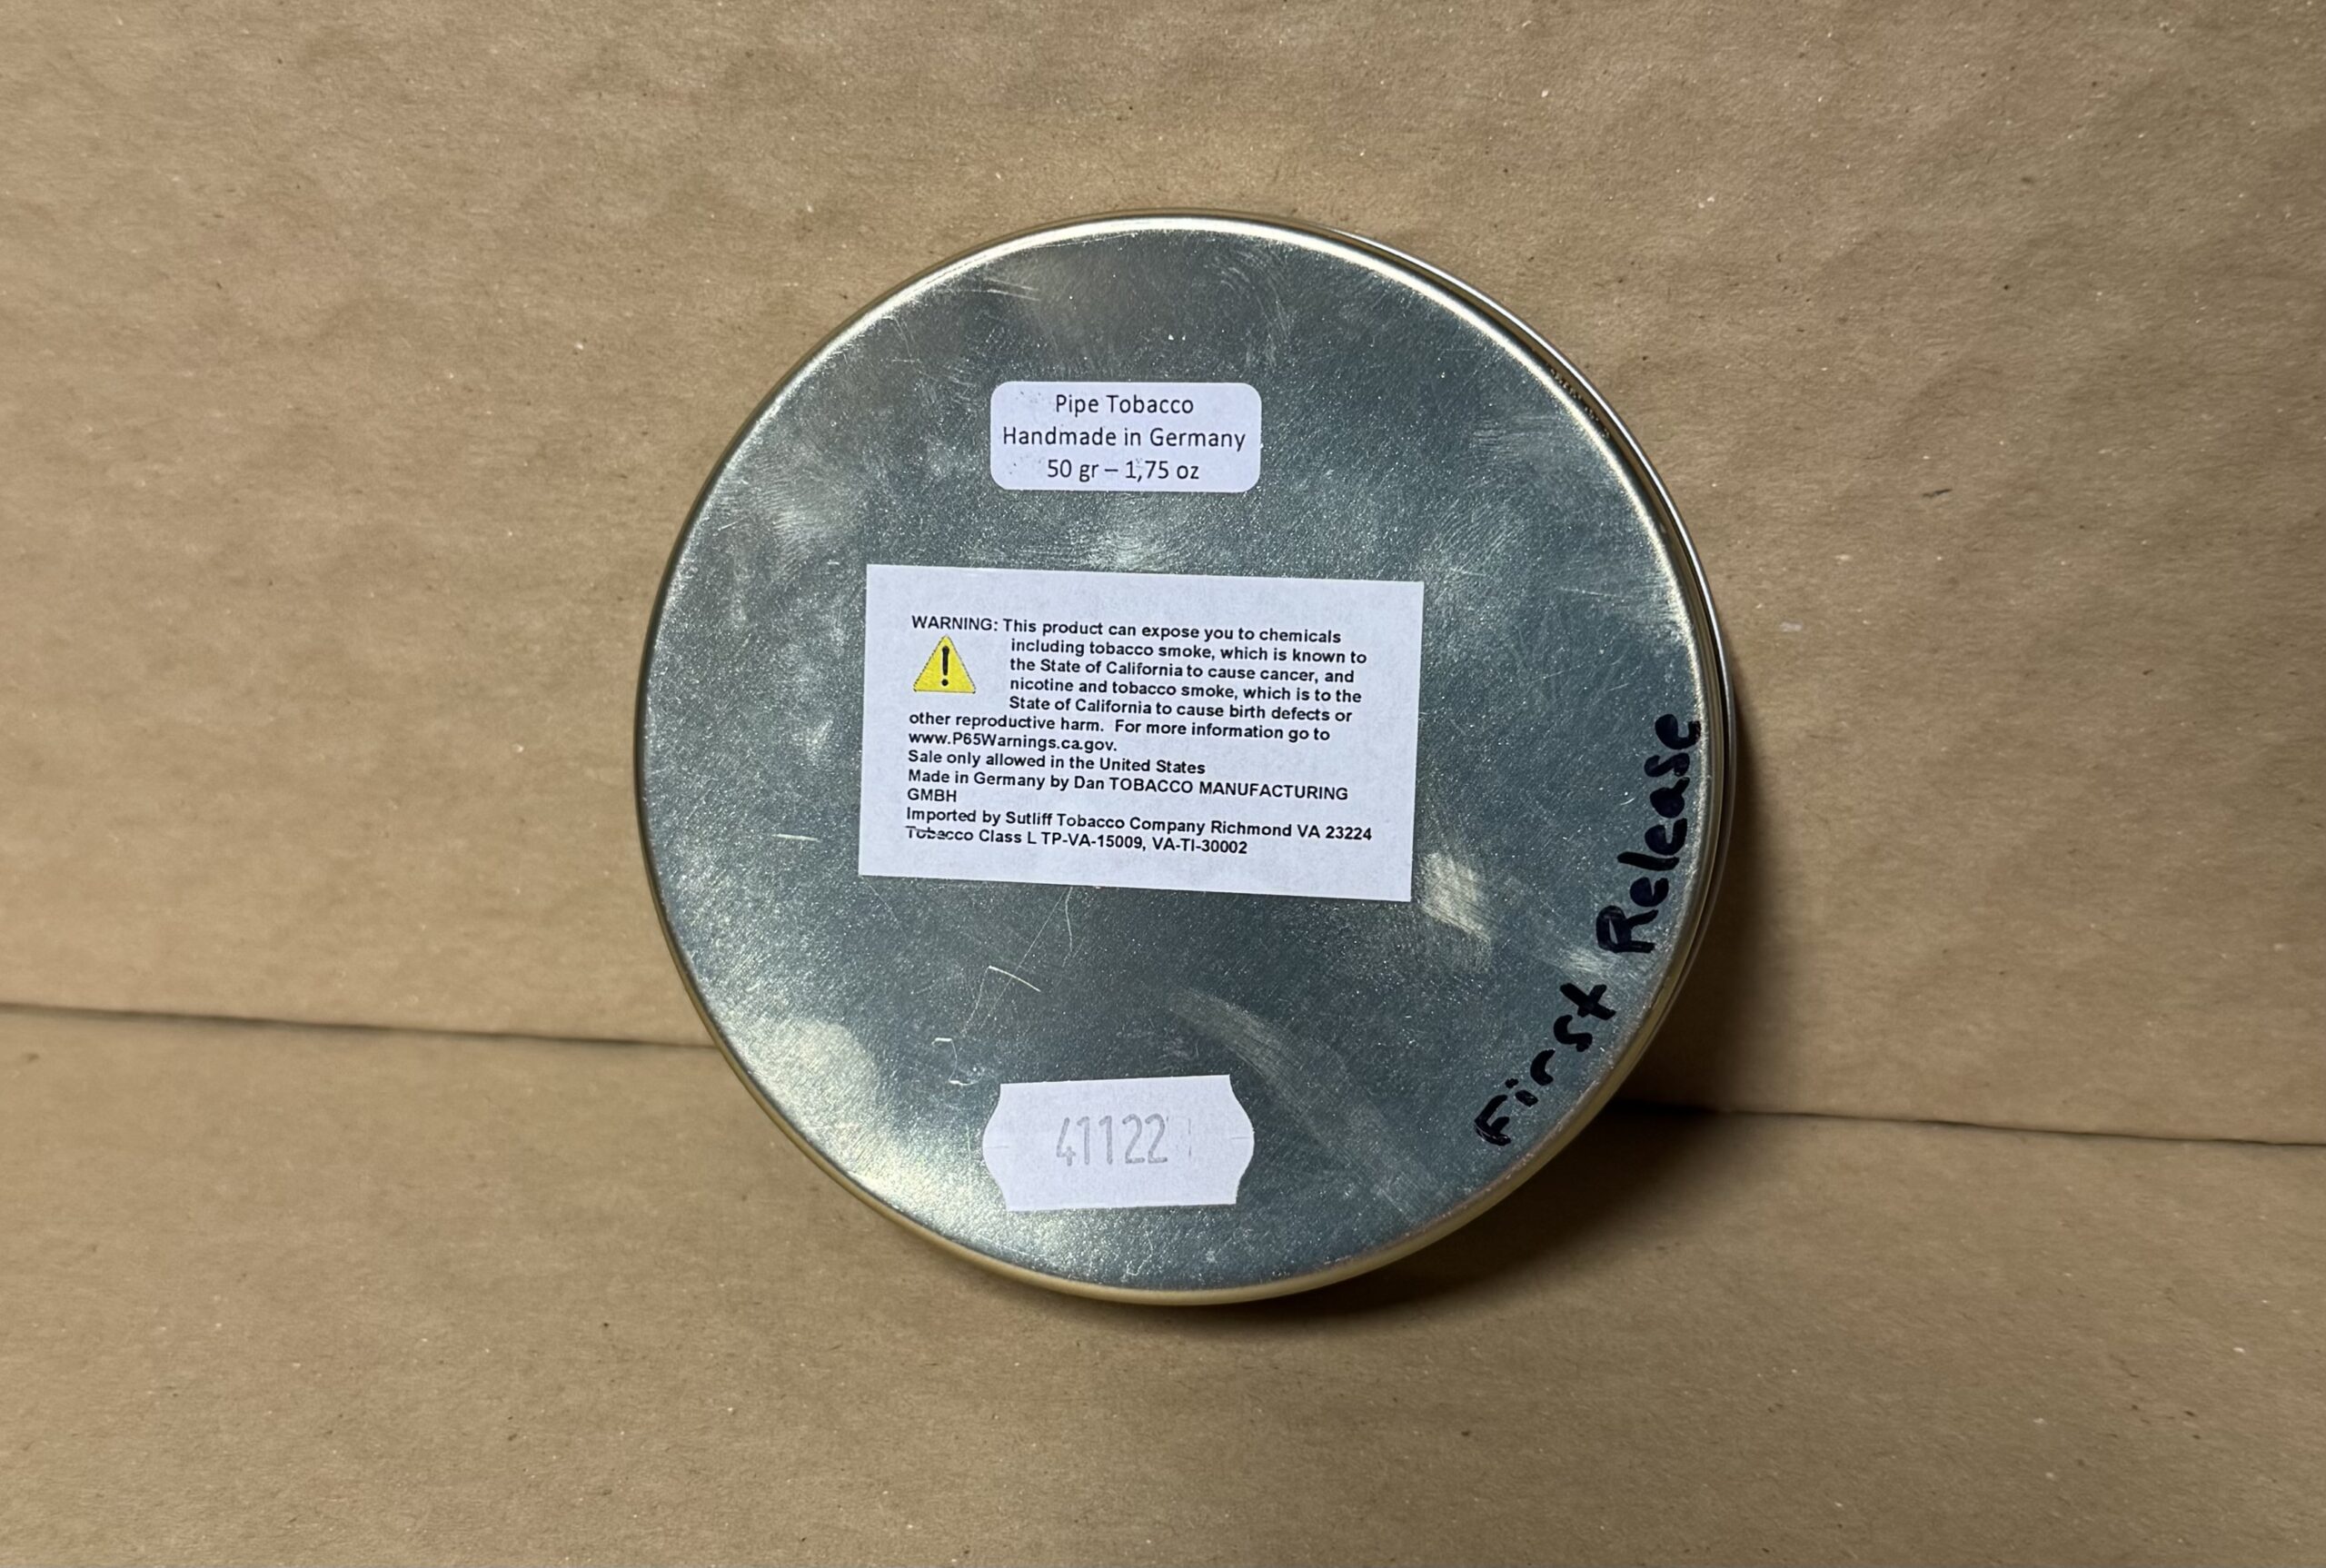 Pipe Tobacco
Handmade in Germany
50 gr – 1,75 oz
WARNING: This product can expose you to chemicals
including tobacco smoke, which is known to
the State of California to cause cancer, and
nicotine and tobacco smoke, which is to the
State of California to cause birth defects or
other reproductive harm. For more information go to
www.P65Warnings.ca.gov.
Sale only allowed in the United States
Made in Germany by Dan TOBACCO MANUFACTURING
GMBH
Imported by Sutliff Tobacco Company Richmond VA 23224
Tobacco Class L TP-VA-15009, VA-TI-30002
First Release
41122